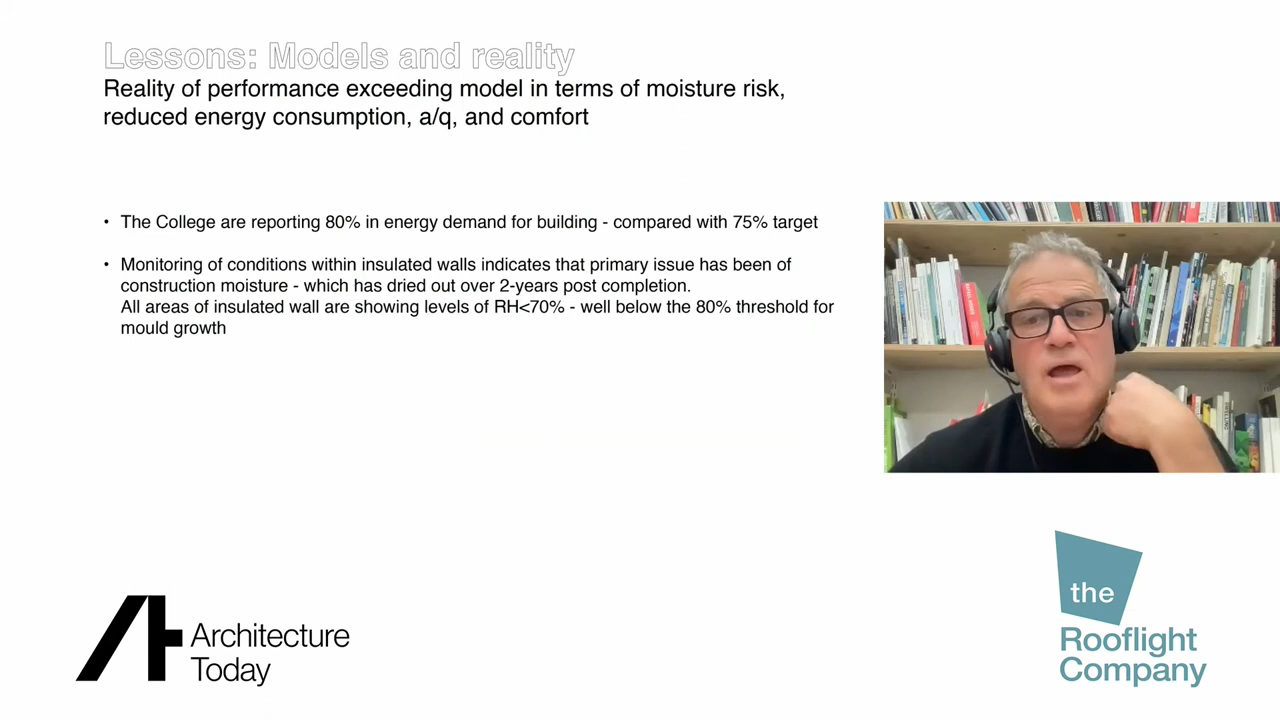 Lessons: Models and reality
Reality of performance exceeding model in terms of moisture risk,
reduced energy consumption, a/q, and comfort
• The College are reporting 80% in energy demand for building - compared with 75% target
• Monitoring of conditions within insulated walls indicates that primary issue has been of
construction moisture - which has dried out over 2-years post completion.
All areas of insulated wall are showing levels of RH<70% - well below the 80% threshold for
mould growth
Architecture
Today
the
Rooflight
Company